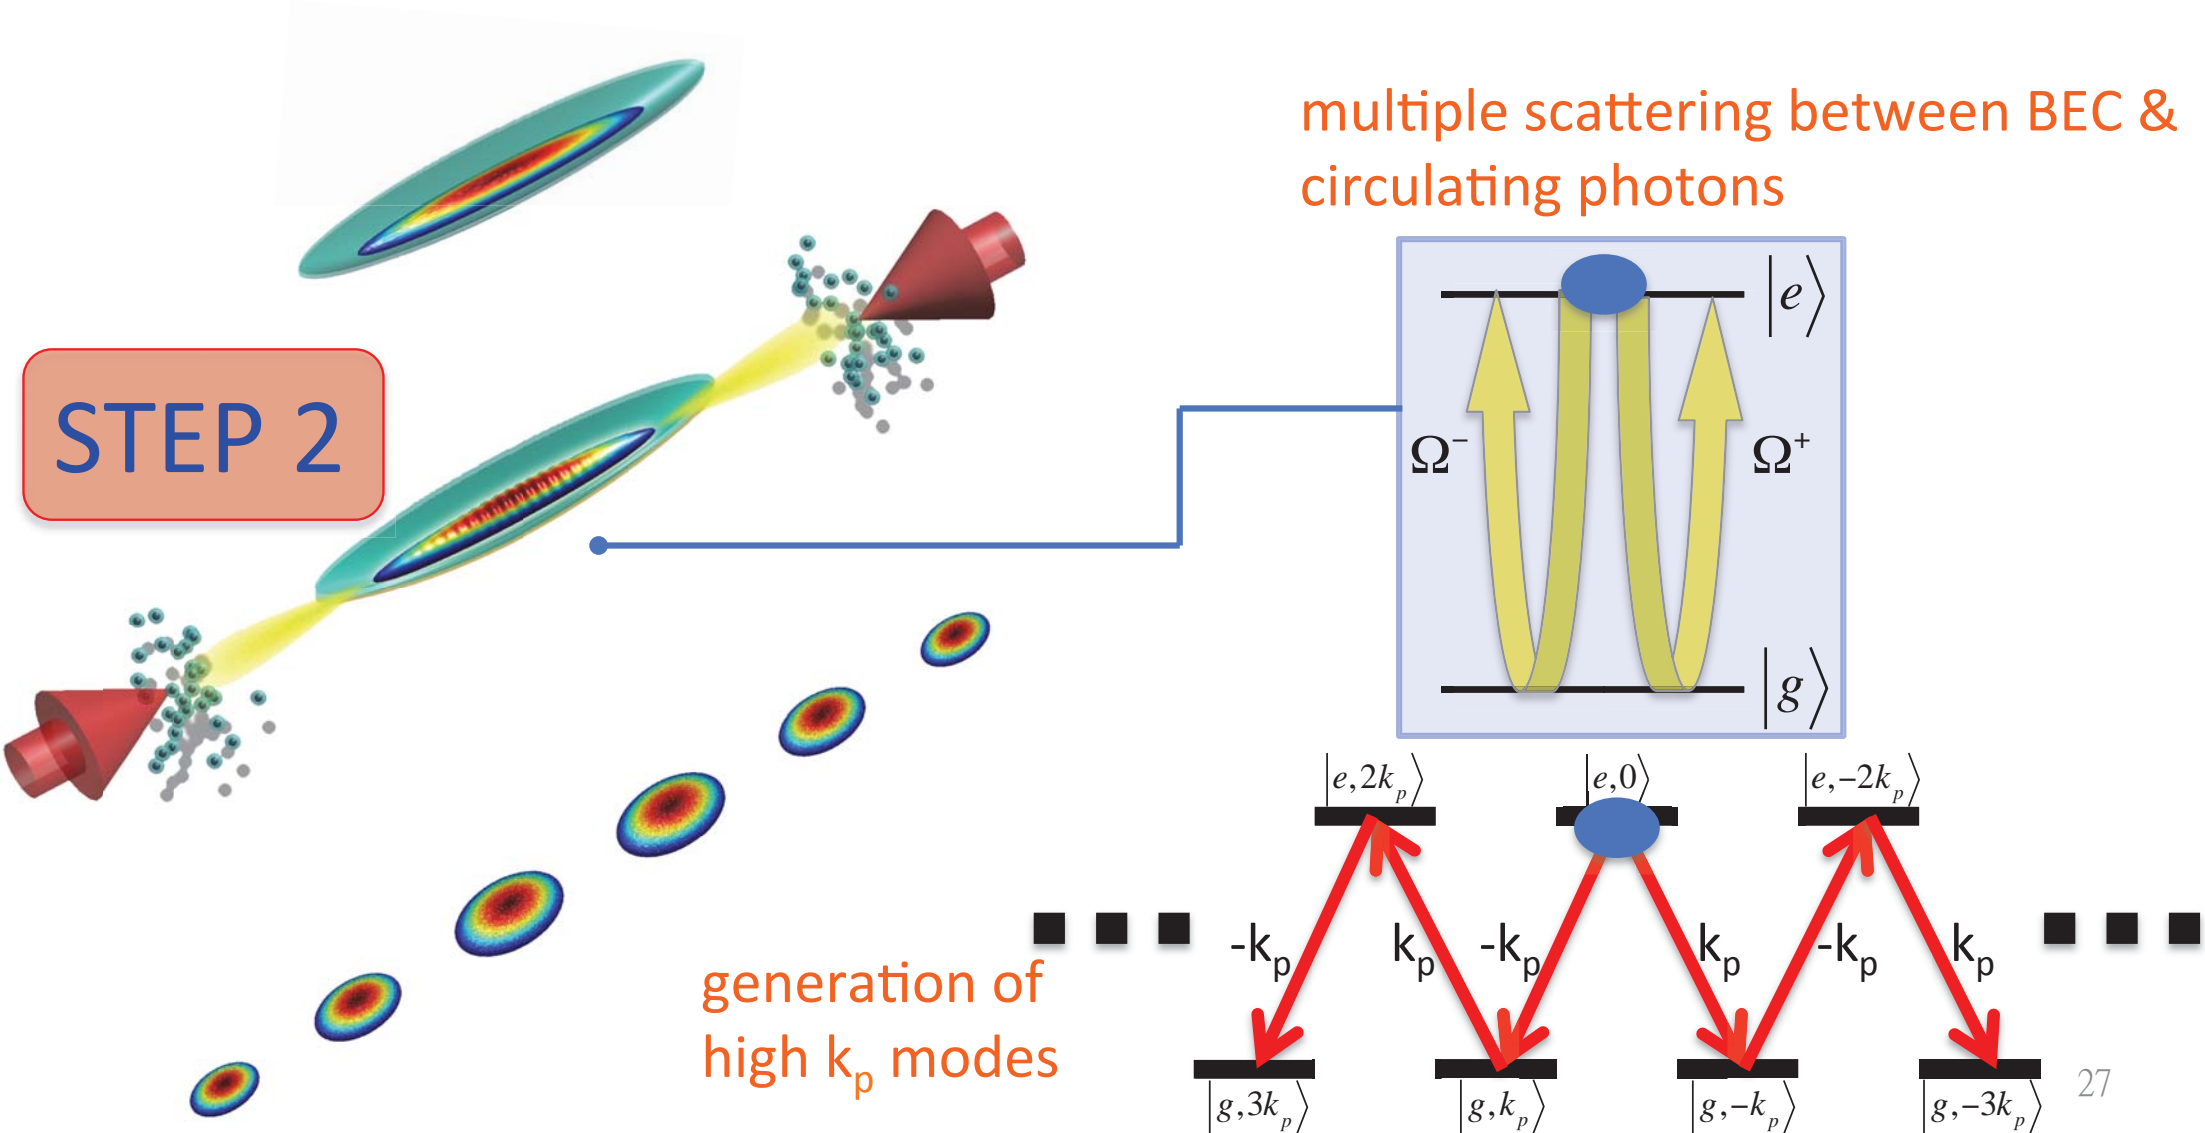 multiple scattering between BEC &
circulating photons
STEP 2
|e⟩
Ω⁻
Ω⁺
|g⟩
|e,2kₚ⟩
|e,0⟩
|e,-2kₚ⟩
-kₚ
kₚ
-kₚ
kₚ
-kₚ
kₚ
generation of
high kₚ modes
|g,3kₚ⟩
|g,kₚ⟩
|g,-kₚ⟩
|g,-3kₚ⟩
27